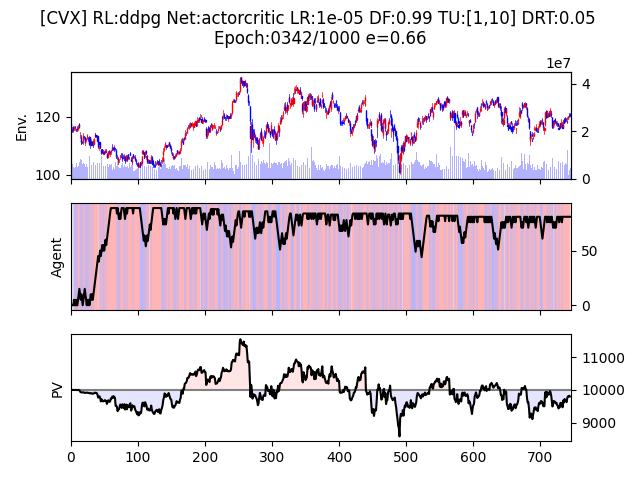 [CVX] RL:ddpg Net:actorcritic LR:1e-05 DF:0.99 TU:[1,10] DRT:0.05
Epoch:0342/1000 e=0.66
1e7
Env.
120
100
4
2
0
Agent
50
0
PV
11000
10000
9000
0 100 200 300 400 500 600 700